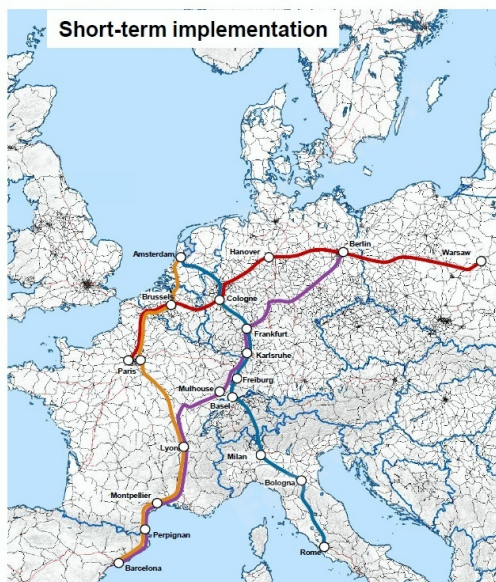 Short-term implementation
Amsterdam
Hanover
Berlin
Warsaw
Brussels
Cologne
Frankfurt
Paris
Karlsruhe
Mulhouse
Freiburg
Basel
Lyon
Milan
Bologna
Montpellier
Perpignan
Rome
Barcelona